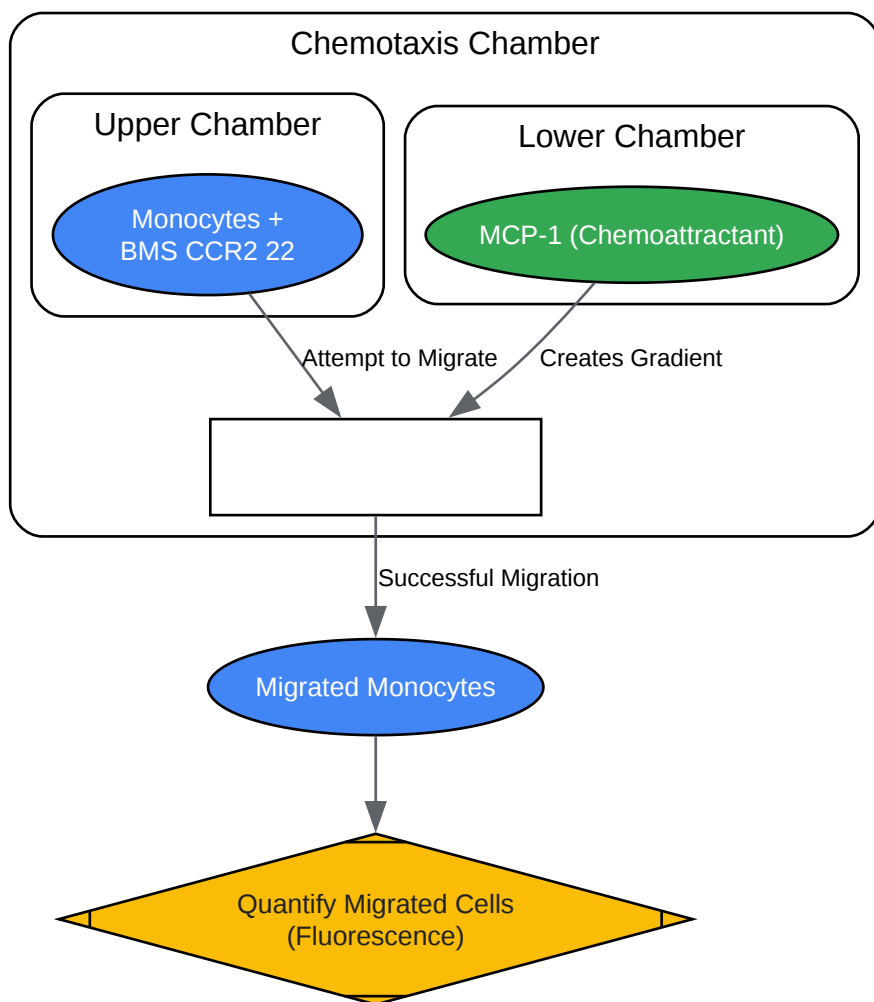 Chemotaxis Chamber
Upper Chamber
Lower Chamber
Monocytes +
BMS CCR2 22
MCP-1 (Chemoattractant)
Attempt to Migrate
Creates Gradient
Successful Migration
Migrated Monocytes
Quantify Migrated Cells
(Fluorescence)